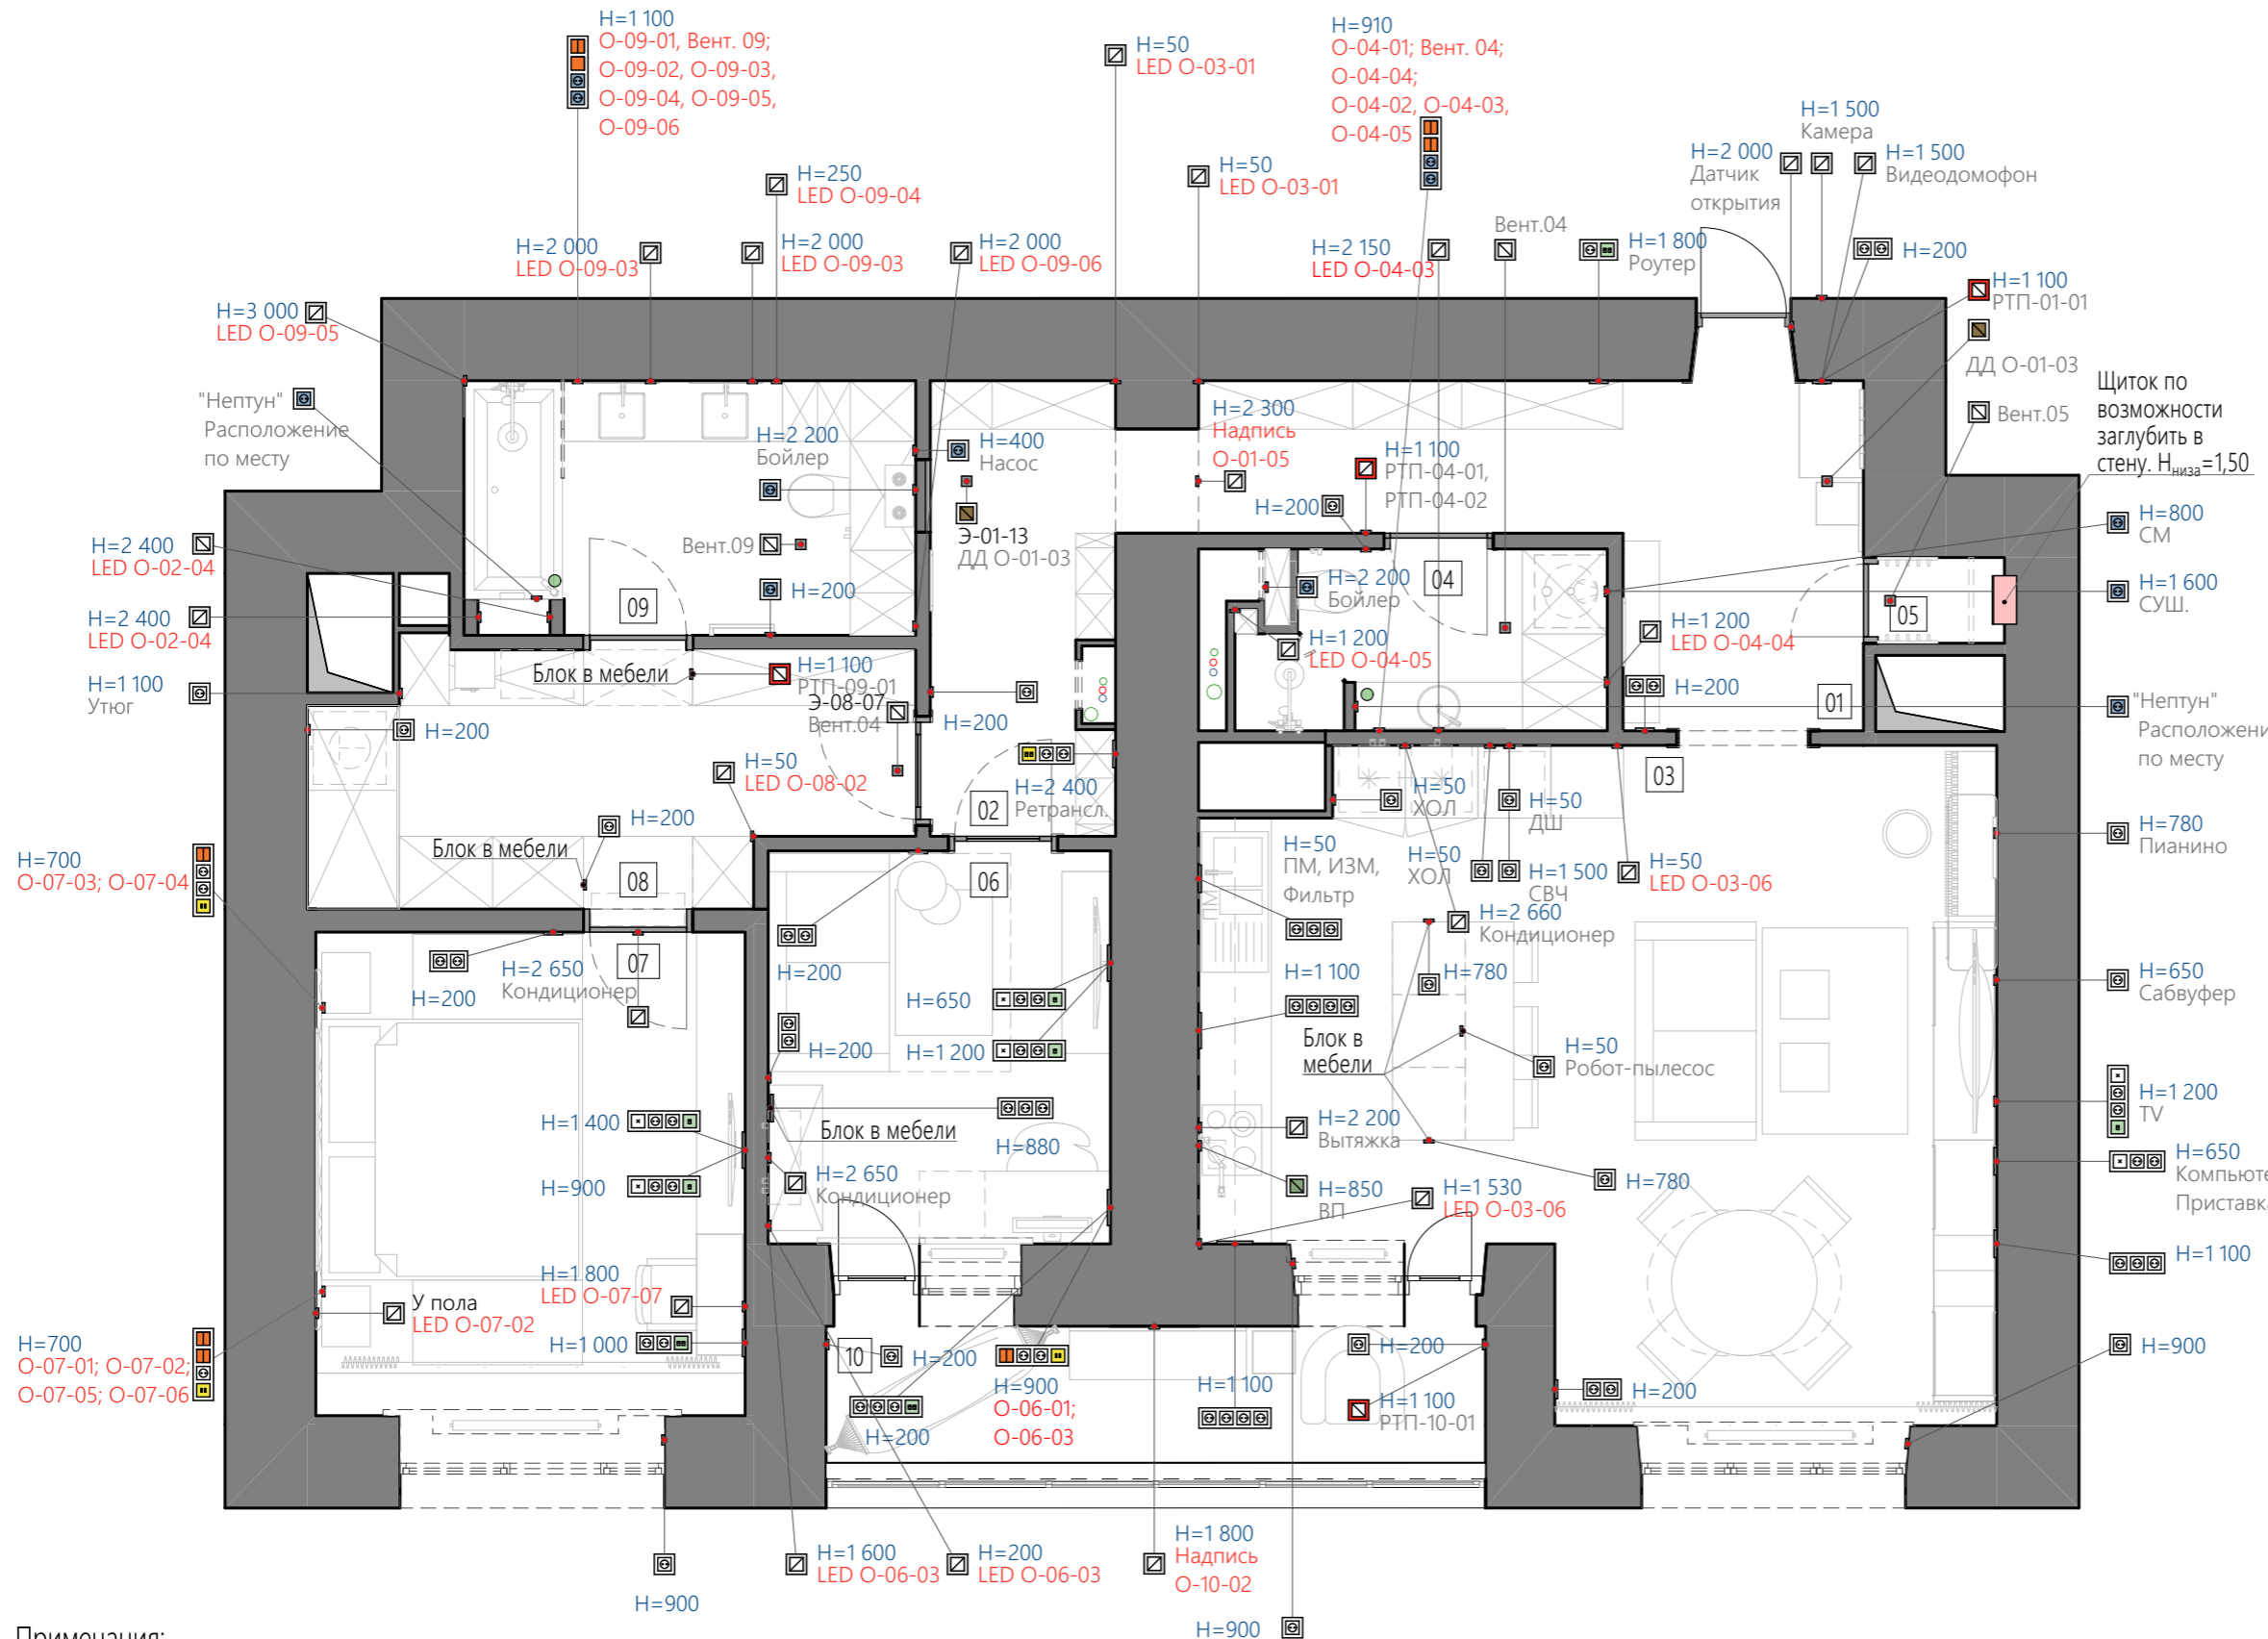 H=1 100
О-09-01, Вент. 09;
О-09-02, О-09-03,
О-09-04, О-09-05,
О-09-06
H=50
LED О-03-01
H=910
О-04-01; Вент. 04;
О-04-04;
О-04-02, О-04-03,
О-04-05
H=50
LED О-03-01
H=1 500
Камера
H=2 000
Датчик
открытия
H=1 500
Видеодомофон
H=250
LED О-09-04
H=2 000
LED О-09-03
H=2 000
LED О-09-03
H=2 000
LED О-09-06
H=2 150
LED О-04-03
Вент.04
H=1 800
Роутер
H=200
H=1 100
РТП-01-01
ДД О-01-03
H=3 000
LED О-09-05
Щиток по
возможности
заглубить в
стену. Hниза=1,50
"Нептун"
Расположение
по месту
H=2 200
Бойлер
H=400
Насос
H=2 300
Надпись
О-01-05
H=1 100
РТП-04-01,
РТП-04-02
H=200
Вент.05
H=800
СМ
H=2 400
LED О-02-04
Вент.09
Э-01-13
ДД О-01-03
H=200
H=2 200
Бойлер
04
H=1 600
СУШ.
H=2 400
LED О-02-04
09
H=1 200
LED О-04-05
H=1 200
LED О-04-04
05
H=1 100
Утюг
Блок в мебели
H=1 100
РТП-09-01
Э-08-07
Вент.04
H=200
H=200
01
"Нептун"
Расположени
по месту
H=200
H=50
LED О-08-02
02
H=2 400
Ретрансл.
H=50
ХОЛ
H=50
ДШ
03
H=200
Блок в мебели
08
06
H=50
ПМ, ИЗМ,
Фильтр
ПМ
H=50
ХОЛ
H=1 500
СВЧ
H=50
LED О-03-06
H=780
Пианино
H=700
О-07-03; О-07-04
H=2 660
Кондиционер
07
H=2 650
Кондиционер
H=200
H=200
H=650
H=1 100
H=780
H=650
Сабвуфер
H=200
H=1 200
Блок в
мебели
H=50
Робот-пылесос
H=1 400
Блок в мебели
H=880
H=2 200
Вытяжка
H=1 200
TV
H=900
H=2 650
Кондиционер
H=850
ВП
H=1 530
LED О-03-06
H=780
H=650
Компьюте
Приставк
H=1 100
H=1 800
LED О-07-07
У пола
LED О-07-02
H=1 000
H=700
О-07-01; О-07-02;
О-07-05; О-07-06
10
H=200
H=200
H=900
О-06-01;
О-06-03
H=1 100
H=200
H=1 100
РТП-10-01
H=200
H=900
H=1 600
LED О-06-03
H=200
LED О-06-03
H=1 800
Надпись
О-10-02
H=900
H=900
Примечания: